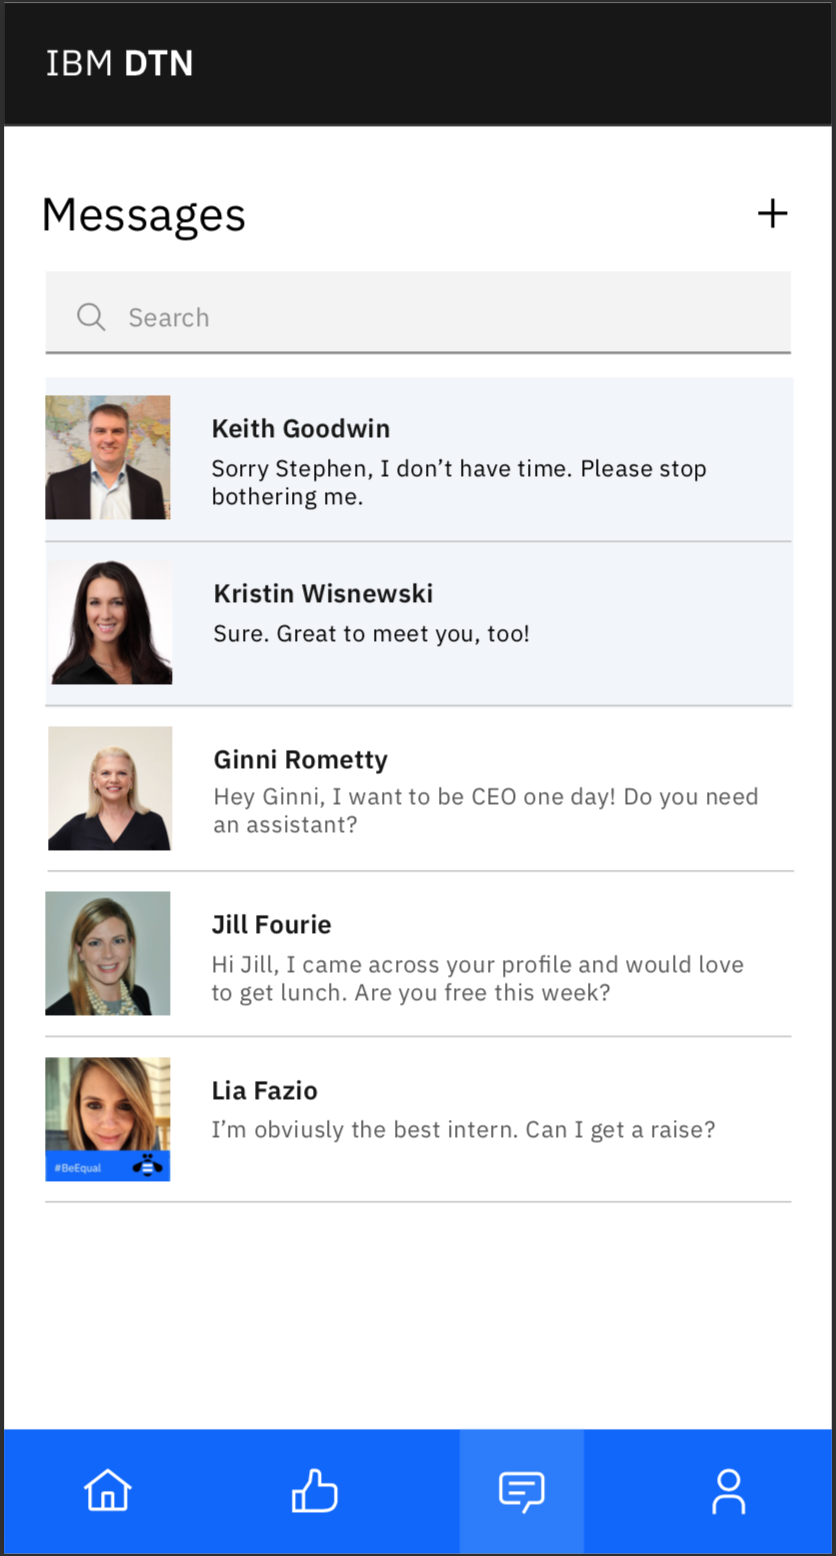 IBM DTN
Messages
Search
Keith Goodwin
Sorry Stephen, I don’t have time. Please stop
bothering me.
Kristin Wisnewski
Sure. Great to meet you, too!
Ginni Rometty
Hey Ginni, I want to be CEO one day! Do you need
an assistant?
Jill Fourie
Hi Jill, I came across your profile and would love
to get lunch. Are you free this week?
Lia Fazio
I’m obviusly the best intern. Can I get a raise?
#BeEqual